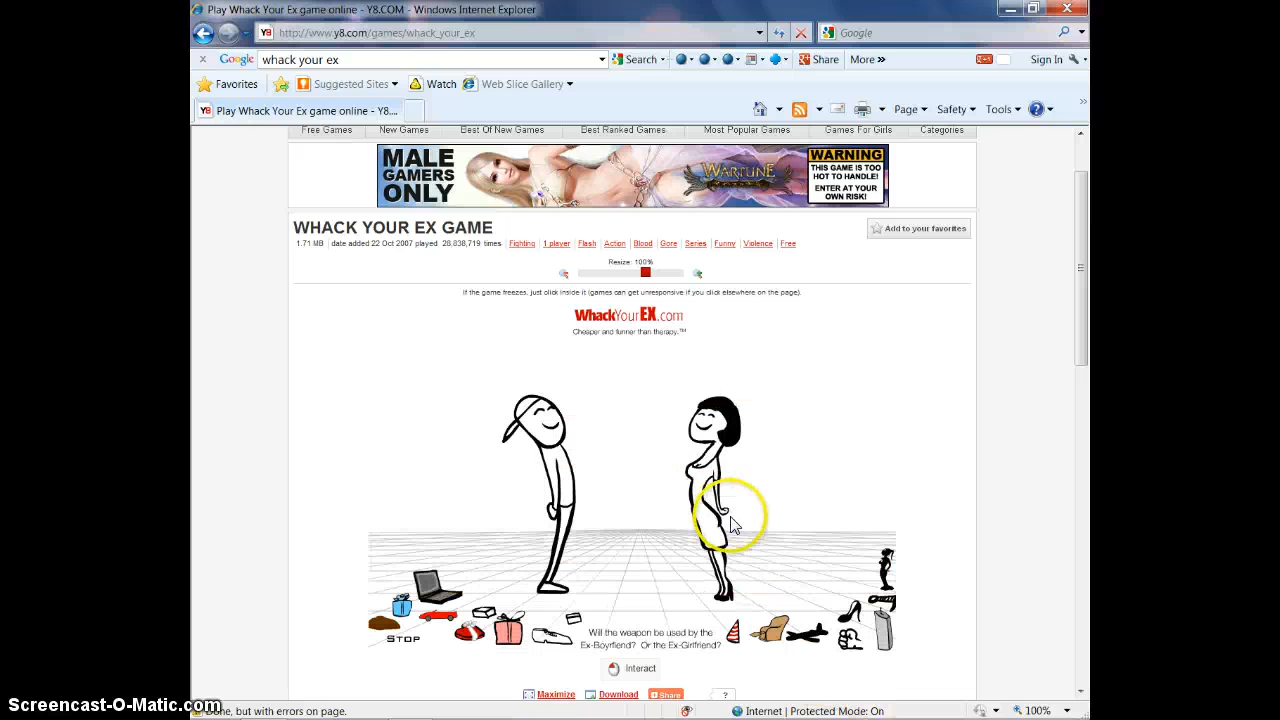 Play Whack Your Ex game online - Y8.COM - Windows Internet Explorer
Y8 http://www.y8.com/games/whack_your_ex
Google
Google whack your ex Search Share More » Sign In
Favorites Suggested Sites Watch Web Slice Gallery
Y8 Play Whack Your Ex game online - Y8.... Page Safety Tools
Free Games New Games Best Of New Games Best Ranked Games Most Popular Games Games For Girls Categories
MALE GAMERS ONLY
WARTUNE
WARNING
THIS GAME IS TOO
HOT TO HANDLE!
ENTER AT YOUR
OWN RISK!
WHACK YOUR EX GAME
Add to your favorites
1.71 MB date added 22 Oct 2007 played 28,838,719 times Fighting 1 player Flash Action Blood Gore Series Funny Violence Free
Resize: 100%
If the game freezes, just click inside it (games can get unresponsive if you click elsewhere on the page).
WhackYourEX.com
Cheaper and funner than therapy.™
STOP
Will the weapon be used by the
Ex-Boyfriend? Or the Ex-Girlfriend?
Interact
Maximize Download Share ?
Done, but with errors on page. Internet | Protected Mode: On 100%
Screencast-O-Matic.com